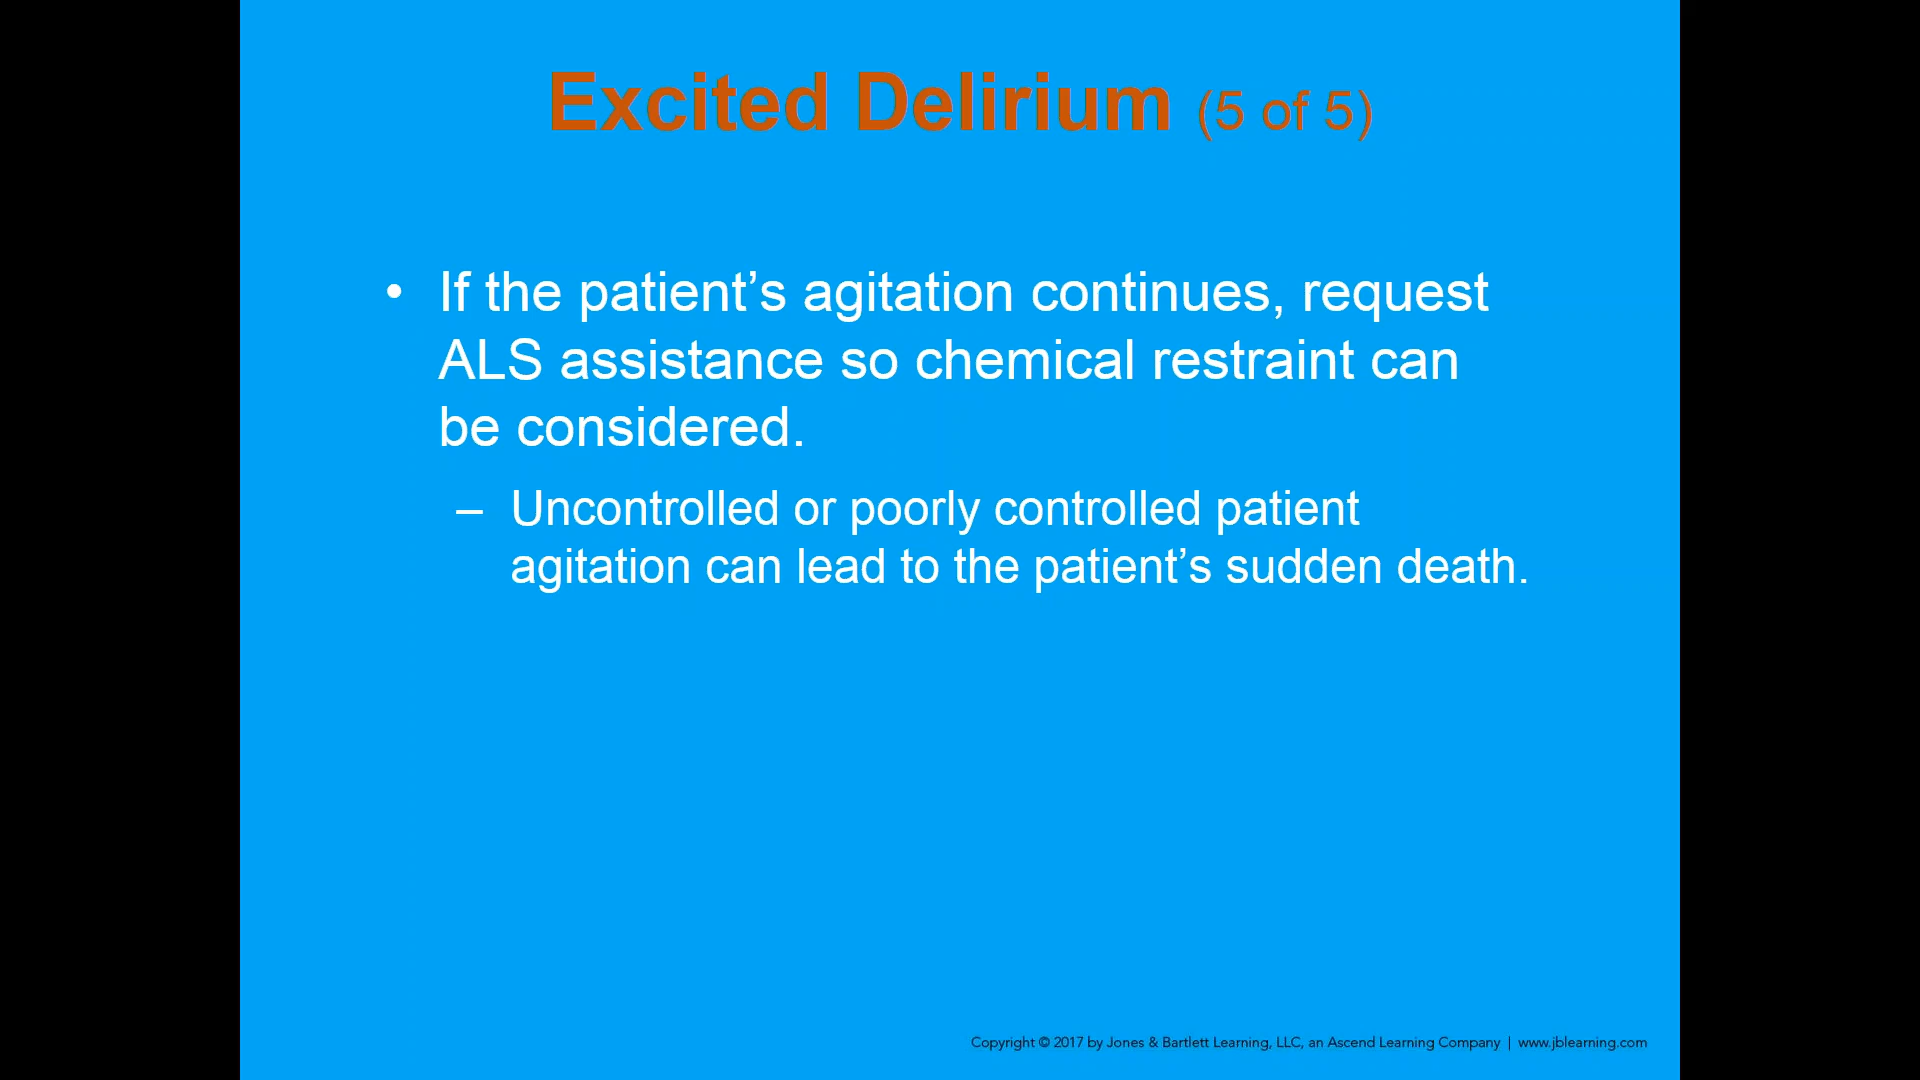 Excited Delirium (5 of 5)
• If the patient’s agitation continues, request
ALS assistance so chemical restraint can
be considered.
– Uncontrolled or poorly controlled patient
agitation can lead to the patient’s sudden death.
Copyright © 2017 by Jones & Bartlett Learning, LLC, an Ascend Learning Company | www.jblearning.com